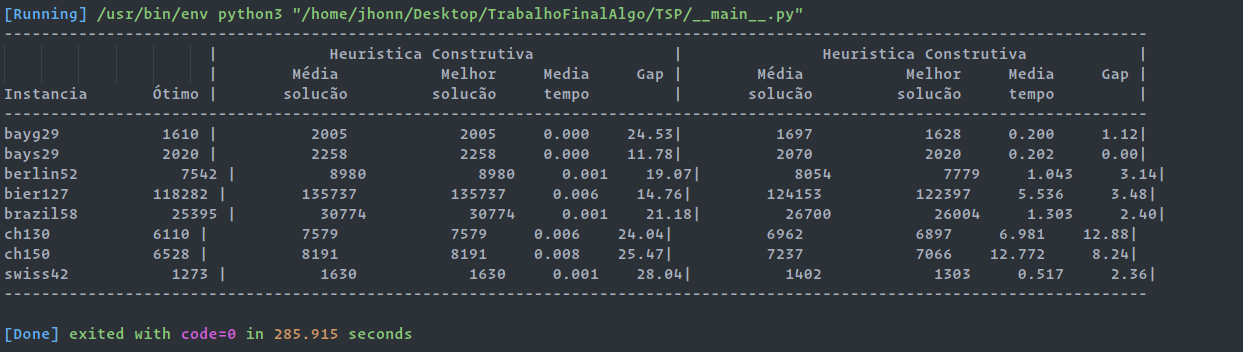 [Running] /usr/bin/env python3 "/home/jhonn/Desktop/TrabalhoFinalAlgo/TSP/__main__.py"
---------------------------------------------------------------------------------------------------------------------------
                      |            Heuristica Construtiva               |               Heuristica Construtiva            |
                      |        Média           Melhor     Media     Gap |        Média           Melhor     Media     Gap |
Instancia       Ótimo |       solucão         solucão     tempo         |       solucão         solucão     tempo         |
---------------------------------------------------------------------------------------------------------------------------
bayg29           1610 |          2005            2005     0.000    24.53|        1697            1628     0.200     1.12|
bays29           2020 |          2258            2258     0.000    11.78|        2070            2020     0.202     0.00|
berlin52           7542 |          8980            8980     0.001    19.07|        8054            7779     1.043     3.14|
bier127         118282 |        135737          135737     0.006    14.76|      124153          122397     5.536     3.48|
brazil58          25395 |         30774           30774     0.001    21.18|       26700           26004     1.303     2.40|
ch130           6110 |          7579            7579     0.006    24.04|        6962            6897     6.981    12.88|
ch150           6528 |          8191            8191     0.008    25.47|        7237            7066    12.772     8.24|
swiss42           1273 |          1630            1630     0.001    28.04|        1402            1303     0.517     2.36|
---------------------------------------------------------------------------------------------------------------------------
[Done] exited with code=0 in 285.915 seconds